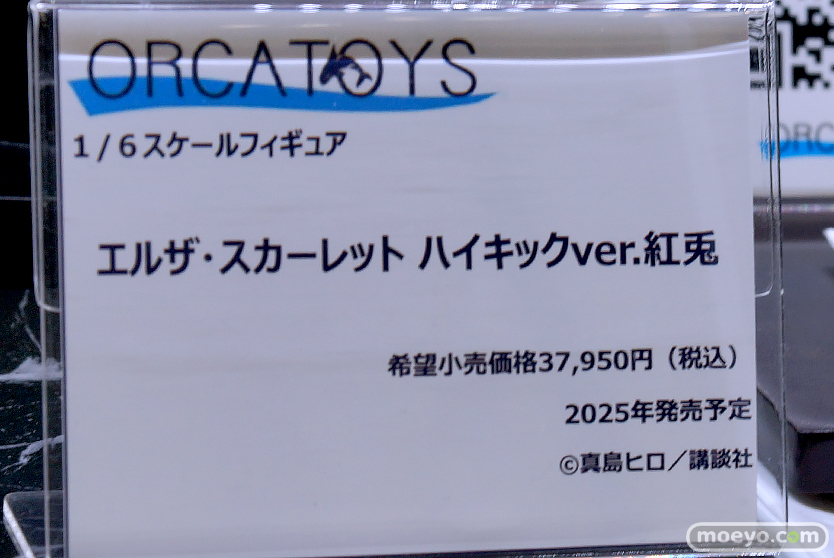 ORCATOYS
1/6スケールフィギュア
エルザ・スカーレット ハイキックver.紅兎
希望小売価格37,950円（税込）
2025年発売予定
©真島ヒロ／講談社
ORC
moeyo.com